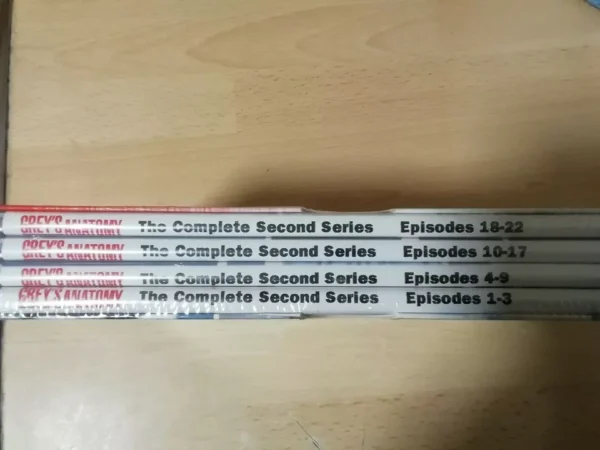 GREY'S ANATOMY The Complete Second Series Episodes 18-22
GREY'S ANATOMY The Complete Second Series Episodes 10-17
GREY'S ANATOMY The Complete Second Series Episodes 4-9
GREY'S ANATOMY The Complete Second Series Episodes 1-3